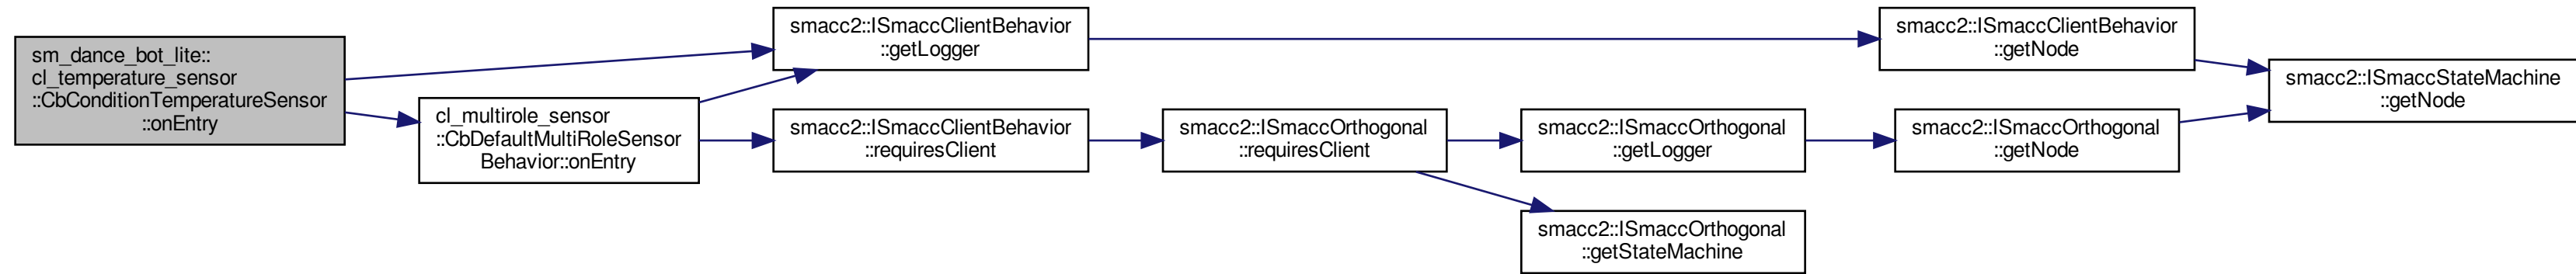 sm_dance_bot_lite::
cl_temperature_sensor
::CbConditionTemperatureSensor
::onEntry
cl_multirole_sensor
::CbDefaultMultiRoleSensor
Behavior::onEntry
smacc2::ISmaccClientBehavior
::getLogger
smacc2::ISmaccClientBehavior
::requiresClient
smacc2::ISmaccOrthogonal
::requiresClient
smacc2::ISmaccOrthogonal
::getLogger
smacc2::ISmaccOrthogonal
::getStateMachine
smacc2::ISmaccClientBehavior
::getNode
smacc2::ISmaccOrthogonal
::getNode
smacc2::ISmaccStateMachine
::getNode